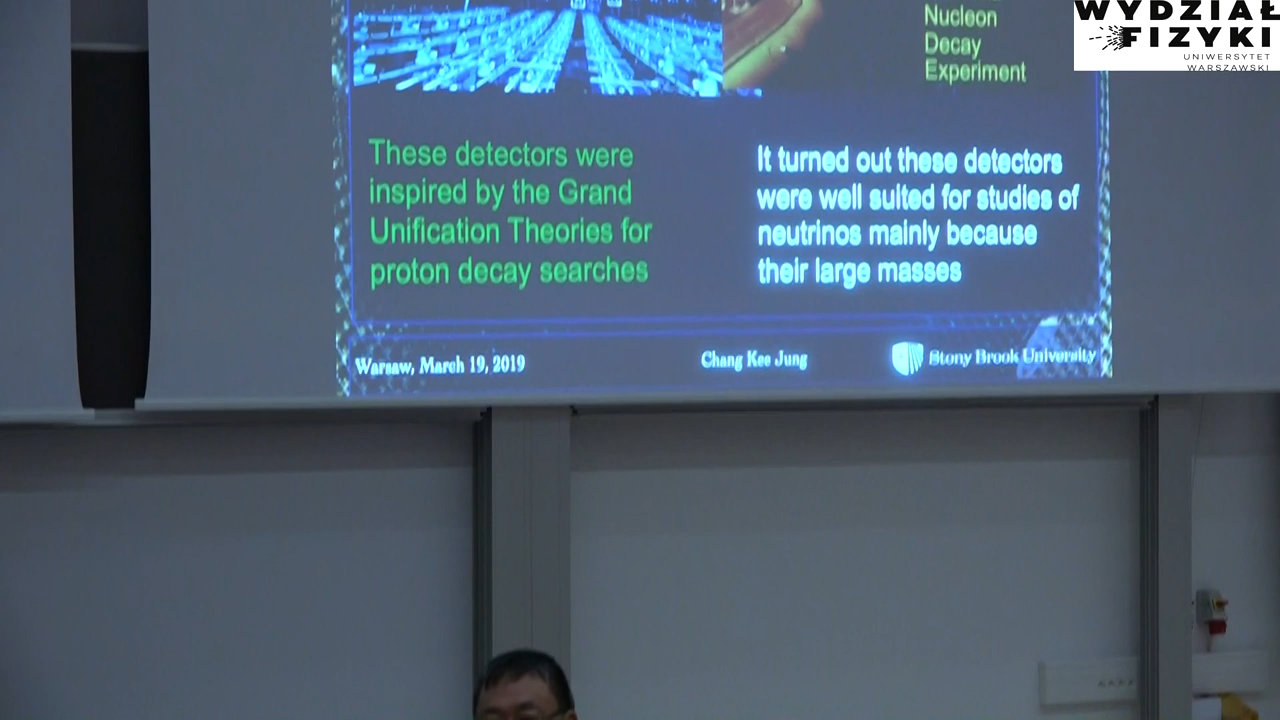 WYDZIAŁ
FIZYKI
UNIWERSYTET
WARSZAWSKI
Nucleon
Decay
Experiment
These detectors were
inspired by the Grand
Unification Theories for
proton decay searches
It turned out these detectors
were well suited for studies of
neutrinos mainly because
their large masses
Warsaw, March 19, 2019
Chang Kee Jung
Stony Brook University